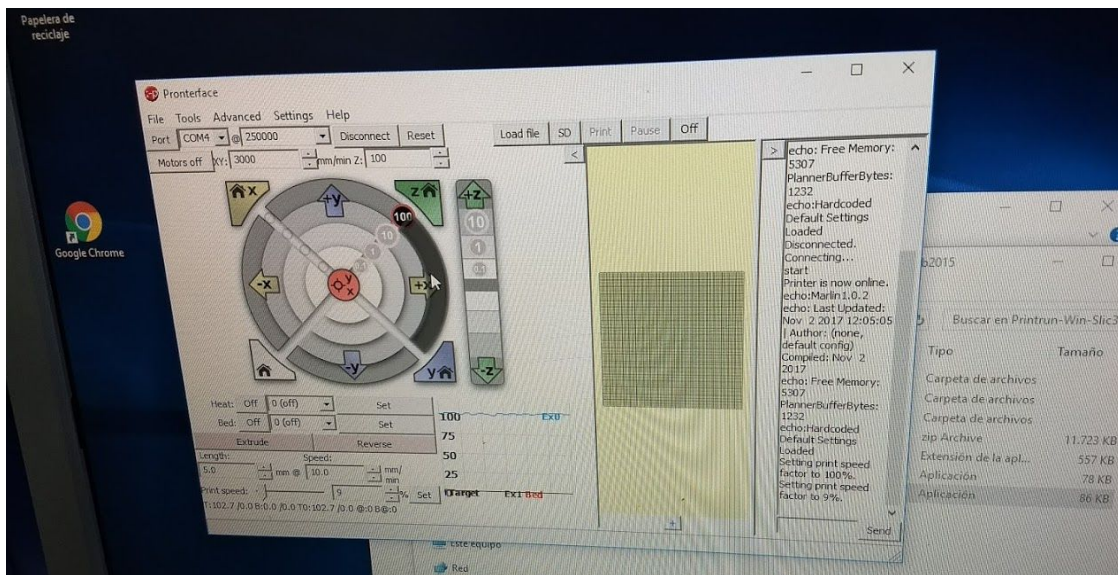 Papelera de
reciclaje
Google Chrome
Pronterface
File Tools Advanced Settings Help
Port COM4 @ 250000 Disconnect Reset
Load file SD Print Pause Off
Motors off XY: 3000 mm/min Z: 100
<
>
x
+y
z
+z
100
10
1
0.1
10
1
0.1
-x
y
x
+x
-y
y
-z
Heat: Off 0 (off) Set
Bed: Off 0 (off) Set
Extrude Reverse
Length: Speed:
5.0 mm @ 10.0 mm/
min
Print speed: 9 % Set
T:102.7 /0.0 B:0.0 /0.0 T0:102.7 /0.0 @:0 B@:0
100 Ex0
75
50
25
Target Ex1 Bed
+
echo: Free Memory:
5307
PlannerBufferBytes:
1232
echo:Hardcoded
Default Settings
Loaded
Disconnected.
Connecting...
start
Printer is now online.
echo:Marlin1.0.2
echo: Last Updated:
Nov 2 2017 12:05:05
| Author: (none,
default config)
Compiled: Nov 2
2017
echo: Free Memory:
5307
PlannerBufferBytes:
1232
echo:Hardcoded
Default Settings
Loaded
Setting print speed
factor to 100%.
Setting print speed
factor to 9%.
Send
b2015
Buscar en Printrun-Win-Slic3
Tipo Tamaño
Carpeta de archivos
Carpeta de archivos
Carpeta de archivos
zip Archive 11.723 KB
Extensión de la apl... 557 KB
Aplicación 78 KB
Aplicación 86 KB
Este equipo
Red